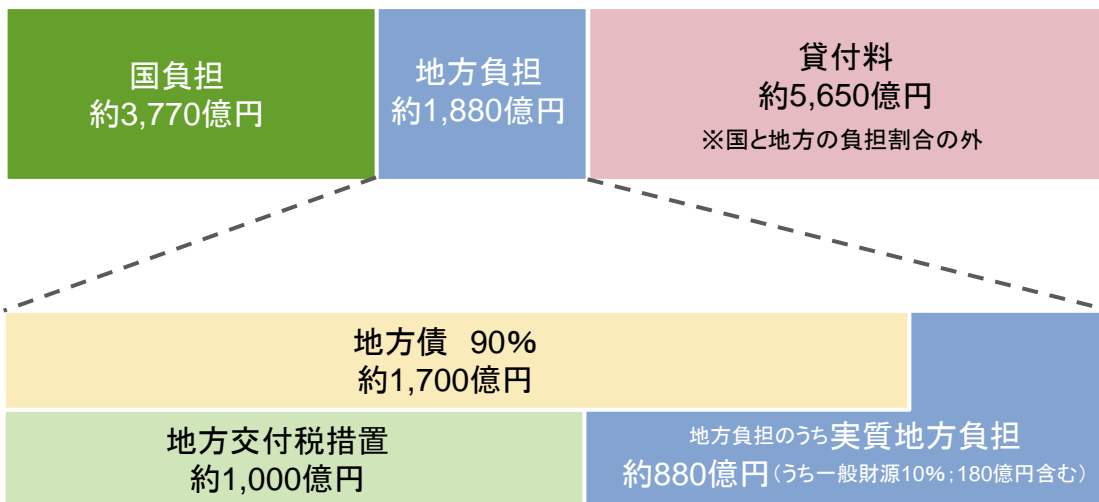 国負担
約3,770億円
地方負担
約1,880億円
貸付料
約5,650億円
※国と地方の負担割合の外
地方債　90%
約1,700億円
地方交付税措置
約1,000億円
地方負担のうち実質地方負担
約880億円(うち一般財源10%;180億円含む)